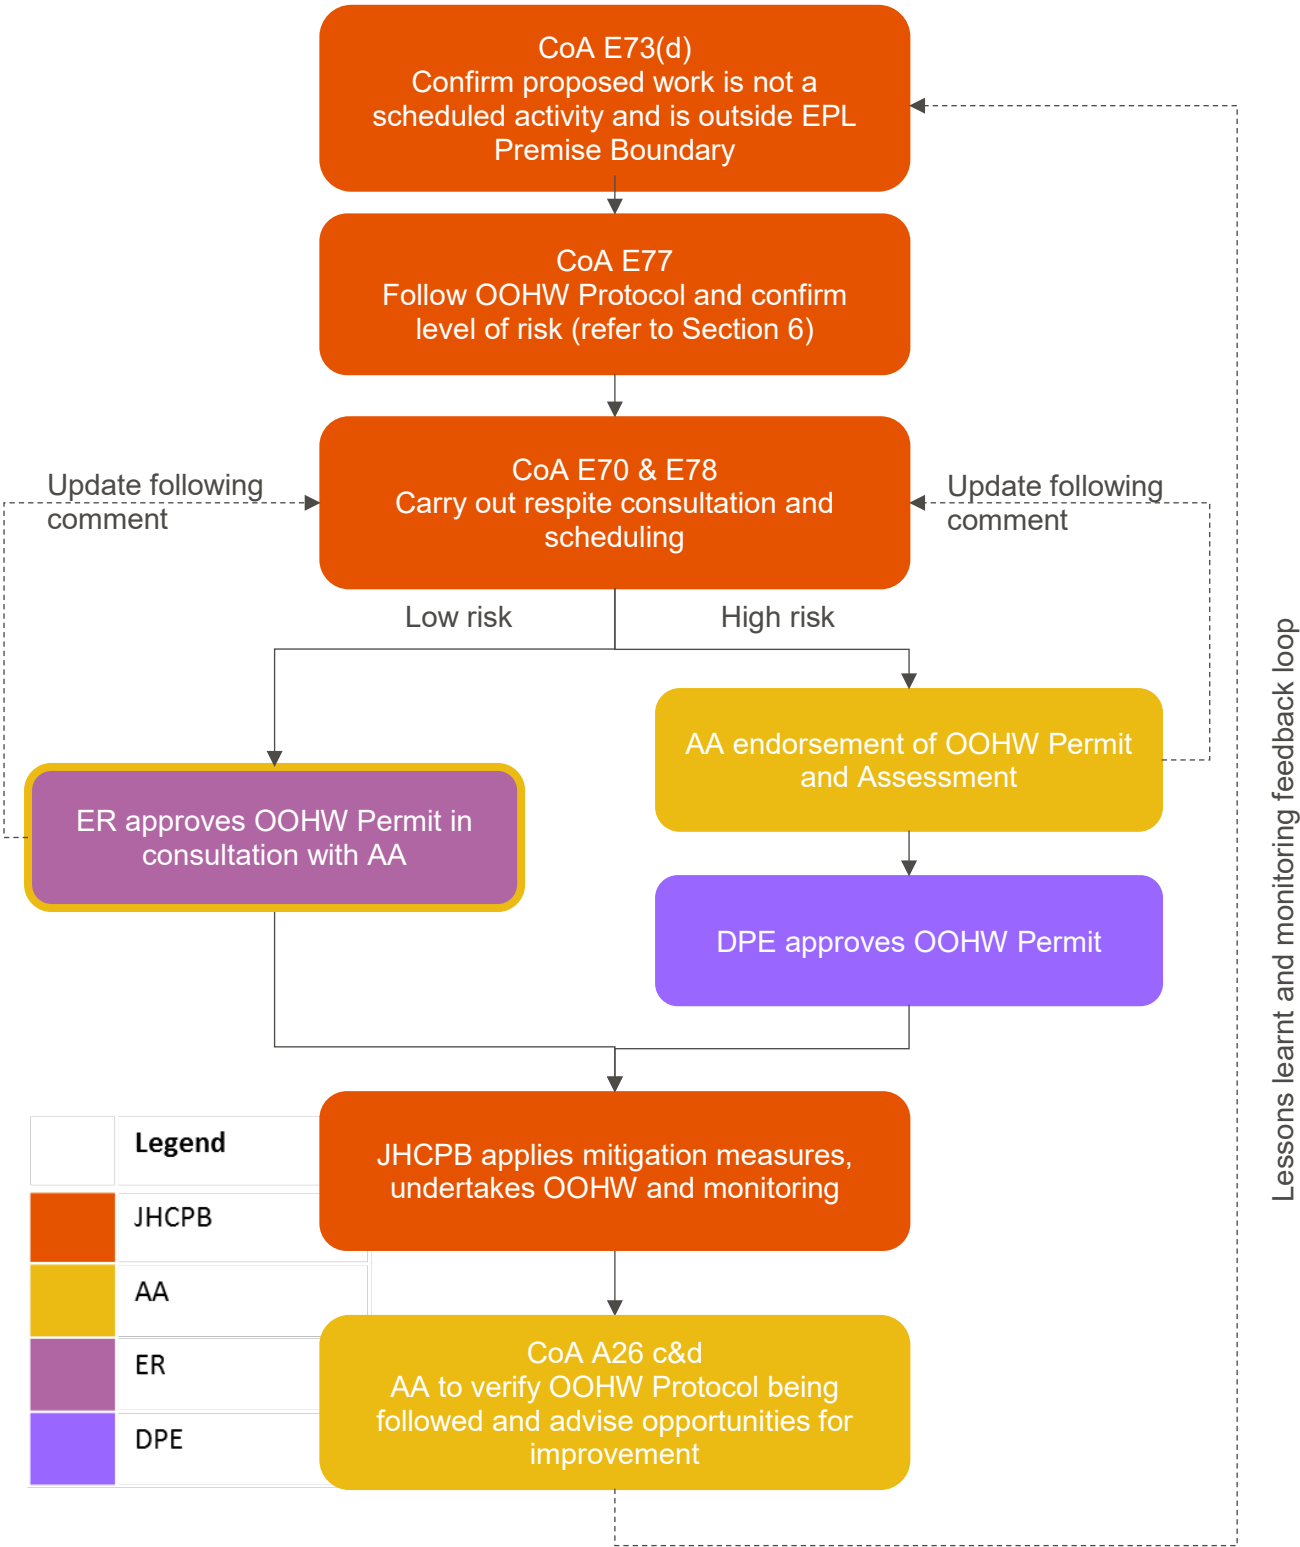 CoA E73(d)
Confirm proposed work is not a
scheduled activity and is outside EPL
Premise Boundary
CoA E77
Follow OOHW Protocol and confirm
level of risk (refer to Section 6)
CoA E70 & E78
Carry out respite consultation and
scheduling
Update following
comment
Update following
comment
Low risk
High risk
AA endorsement of OOHW Permit
and Assessment
ER approves OOHW Permit in
consultation with AA
DPE approves OOHW Permit
Lessons learnt and monitoring feedback loop
JHCPB applies mitigation measures,
undertakes OOHW and monitoring
Legend
JHCPB
AA
ER
DPE
CoA A26 c&d
AA to verify OOHW Protocol being
followed and advise opportunities for
improvement